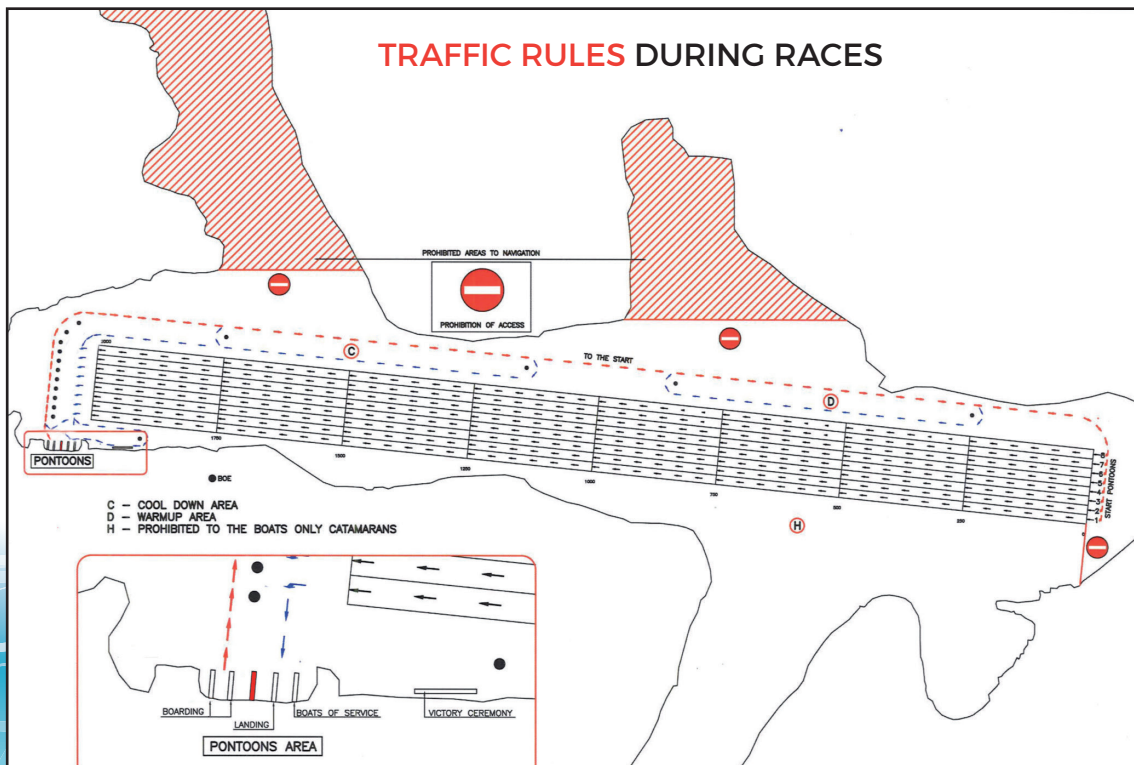 TRAFFIC RULES DURING RACES
PROHIBITED AREAS TO NAVIGATION
PROHIBITION OF ACCESS
C
TO THE START
D
2000
1750
1500
1250
1000
700
500
250
0
8
7
6
5
4
3
2
1
START PONTOONS
H
PONTOONS
BOE
C – COOL DOWN AREA
D – WARMUP AREA
H – PROHIBITED TO THE BOATS ONLY CATAMARANS
BOARDING
LANDING
BOATS OF SERVICE
VICTORY CEREMONY
PONTOONS AREA